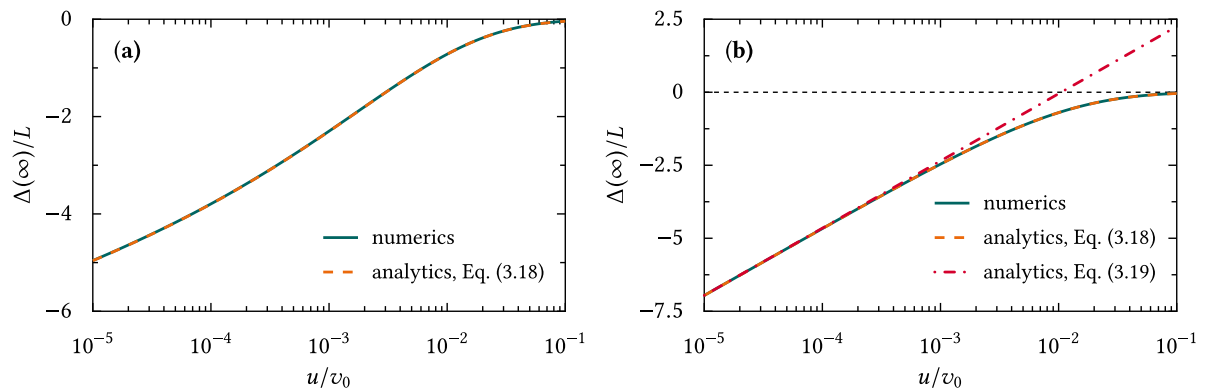 (a)
Δ(∞)/L
0
−2
−4
−6
numerics
analytics, Eq. (3.18)
10⁻⁵ 10⁻⁴ 10⁻³ 10⁻² 10⁻¹
u/v₀
(b)
Δ(∞)/L
2.5
0
−2.5
−5
−7.5
numerics
analytics, Eq. (3.18)
analytics, Eq. (3.19)
10⁻⁵ 10⁻⁴ 10⁻³ 10⁻² 10⁻¹
u/v₀